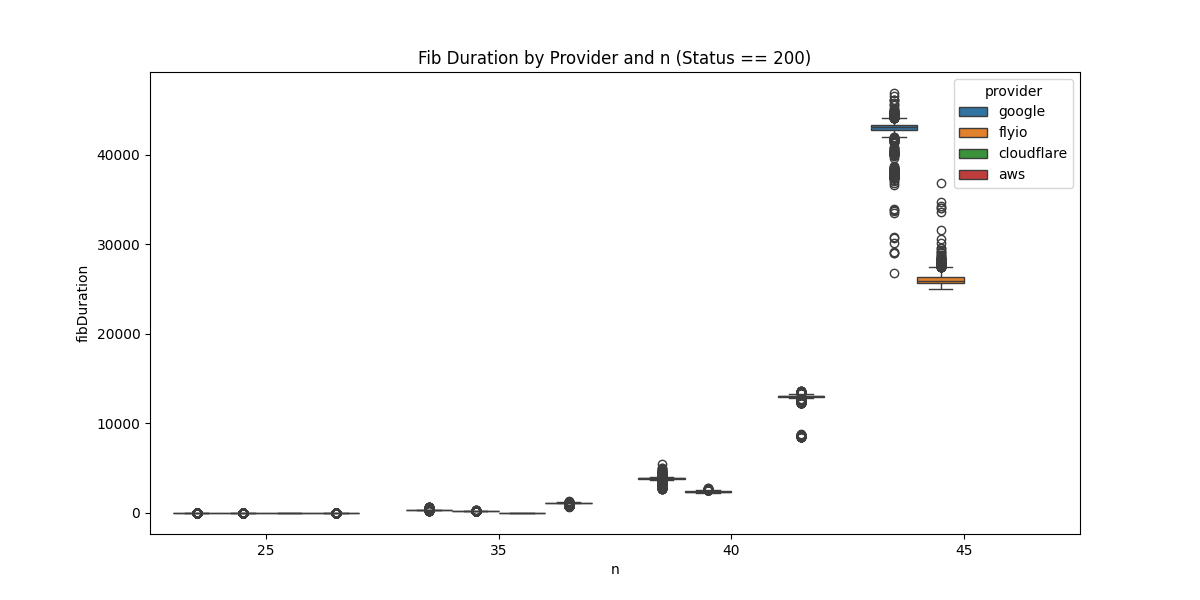 Fib Duration by Provider and n (Status == 200)
provider
google
flyio
cloudflare
aws
40000
30000
20000
10000
0
fibDuration
25
35
40
45
n